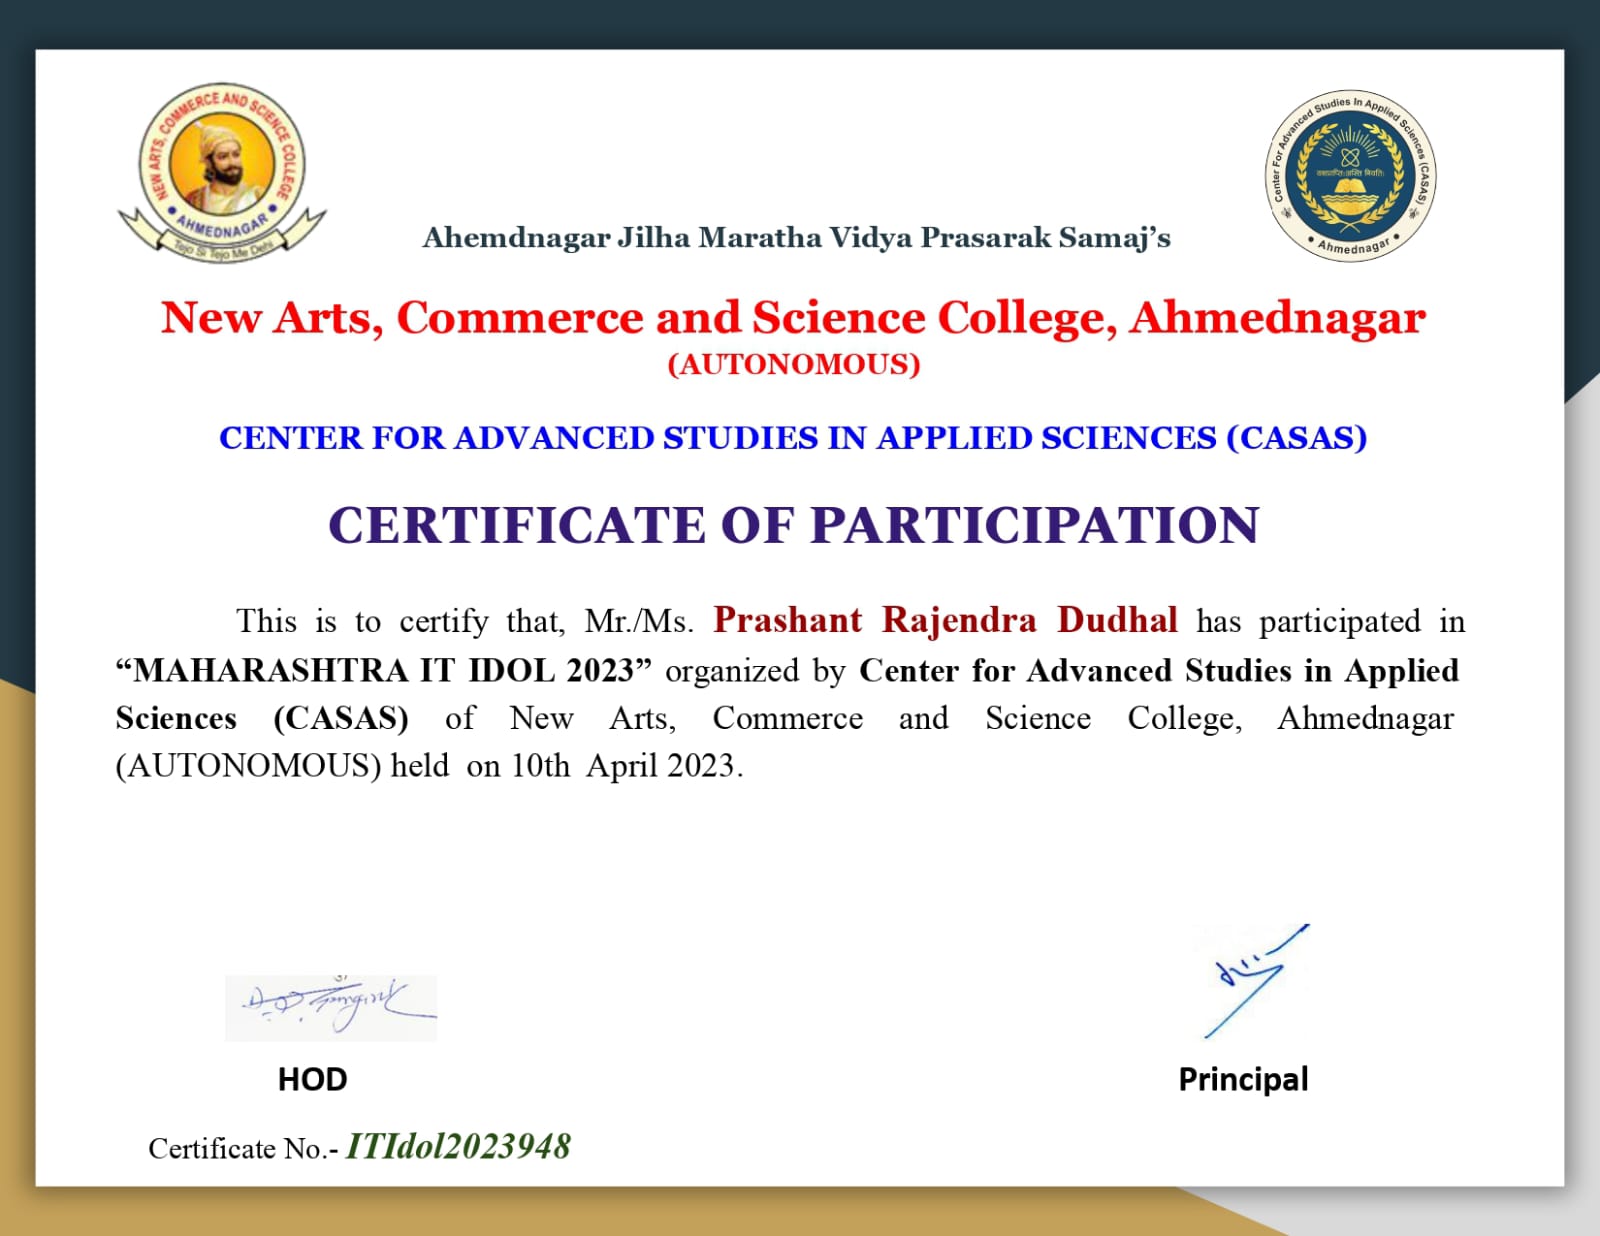 NEW ARTS, COMMERCE AND SCIENCE COLLEGE
AHMEDNAGAR
Tejo Si Tejo Me Dehi
Center For Advanced Studies In Applied Sciences (CASAS)
Ahmednagar
Ahemdnagar Jilha Maratha Vidya Prasarak Samaj’s
New Arts, Commerce and Science College, Ahmednagar
(AUTONOMOUS)
CENTER FOR ADVANCED STUDIES IN APPLIED SCIENCES (CASAS)
CERTIFICATE OF PARTICIPATION
This is to certify that, Mr./Ms. Prashant Rajendra Dudhal has participated in
“MAHARASHTRA IT IDOL 2023” organized by Center for Advanced Studies in Applied
Sciences (CASAS) of New Arts, Commerce and Science College, Ahmednagar
(AUTONOMOUS) held on 10th April 2023.
HOD
Principal
Certificate No.- ITIdol2023948